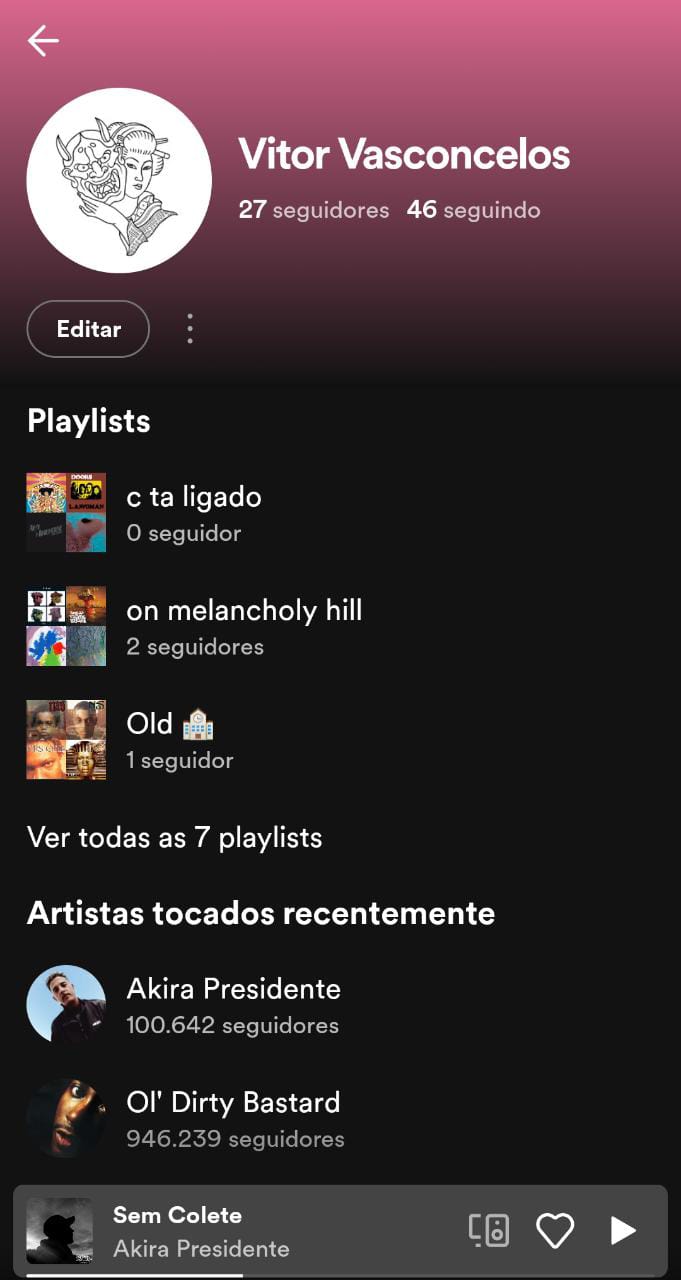 Vitor Vasconcelos
27 seguidores 46 seguindo
Editar
Playlists
DOORS
L.A. WOMAN
c ta ligado
0 seguidor
on melancholy hill
2 seguidores
Old 🏫
1 seguidor
Ver todas as 7 playlists
Artistas tocados recentemente
Akira Presidente
100.642 seguidores
Ol' Dirty Bastard
946.239 seguidores
Sem Colete
Akira Presidente